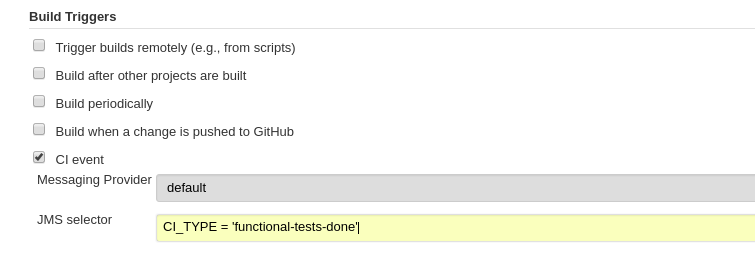 Build Triggers
Trigger builds remotely (e.g., from scripts)
Build after other projects are built
Build periodically
Build when a change is pushed to GitHub
CI event
Messaging Provider default
JMS selector CI_TYPE = 'functional-tests-done'